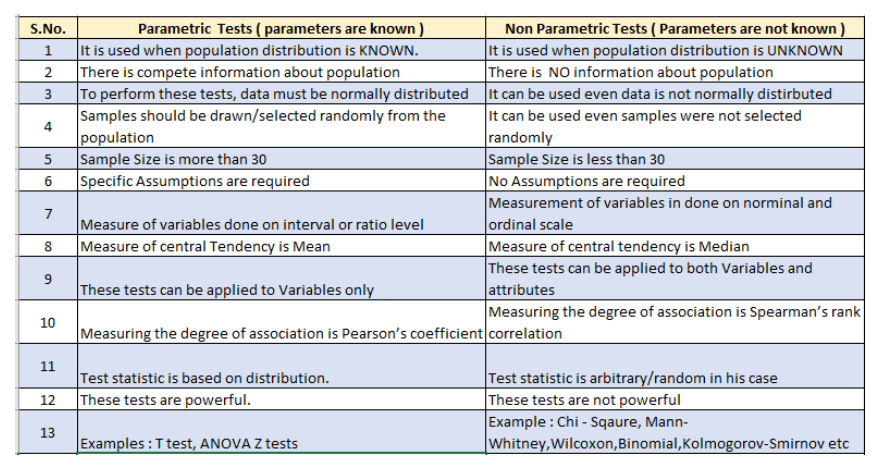 S.No. Parametric Tests ( parameters are known ) Non Parametric Tests ( Parameters are not known )
1 It is used when population distribution is KNOWN. It is used when population distribution is UNKNOWN
2 There is compete information about population There is NO information about population
3 To perform these tests, data must be normally distributed It can be used even data is not normally distirbuted
4 Samples should be drawn/selected randomly from the
population
It can be used even samples were not selected
randomly
5 Sample Size is more than 30 Sample Size is less than 30
6 Specific Assumptions are required No Assumptions are required
7 Measure of variables done on interval or ratio level
Measurement of variables in done on norminal and
ordinal scale
8 Measure of central Tendency is Mean Measure of central tendency is Median
9 These tests can be applied to Variables only
These tests can be applied to both Variables and
attributes
10 Measuring the degree of association is Pearson's coefficient
Measuring the degree of association is Spearman's rank
correlation
11 Test statistic is based on distribution. Test statistic is arbitrary/random in his case
12 These tests are powerful. These tests are not powerful
13 Examples : T test, ANOVA Z tests
Example : Chi - Sqaure, Mann-
Whitney,Wilcoxon,Binomial,Kolmogorov-Smirnov etc